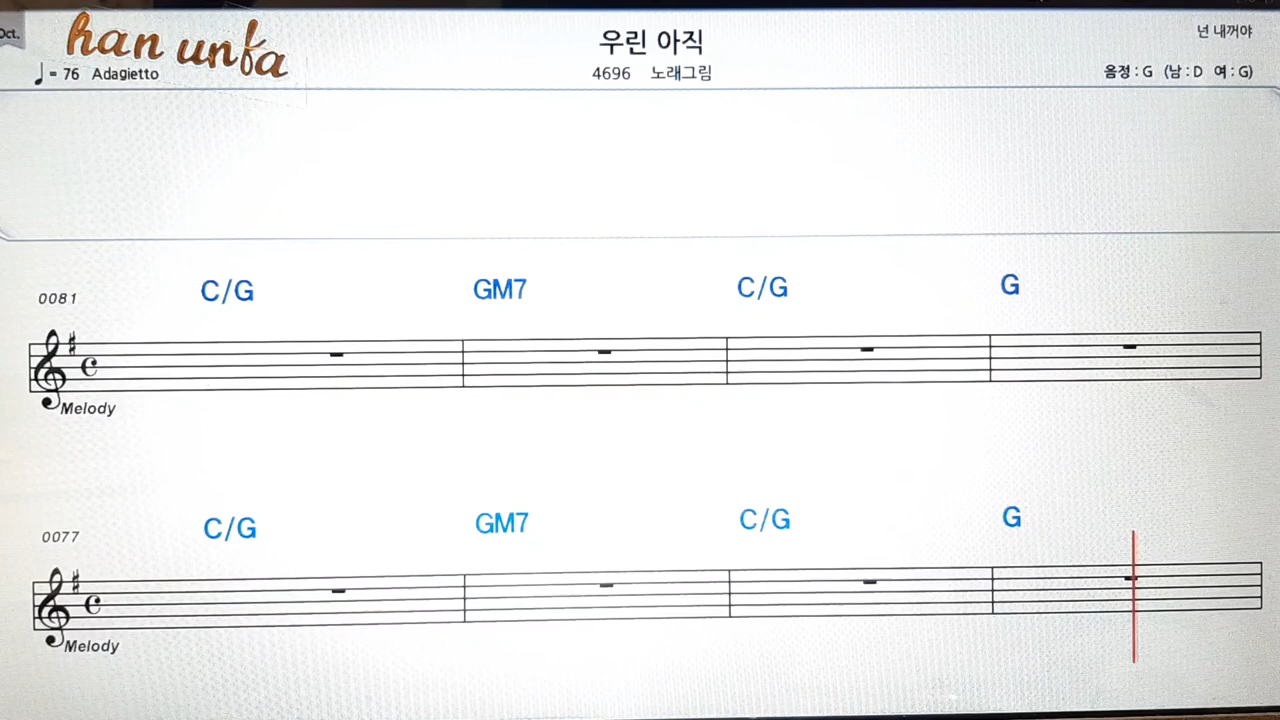 Oct.
han unfa
♩ = 76 Adagietto
우린 아직
4696 노래그림
넌 내꺼야
음정 : G (남 : D 여 : G)
0081
C/G GM7 C/G G
Melody
0077
C/G GM7 C/G G
Melody